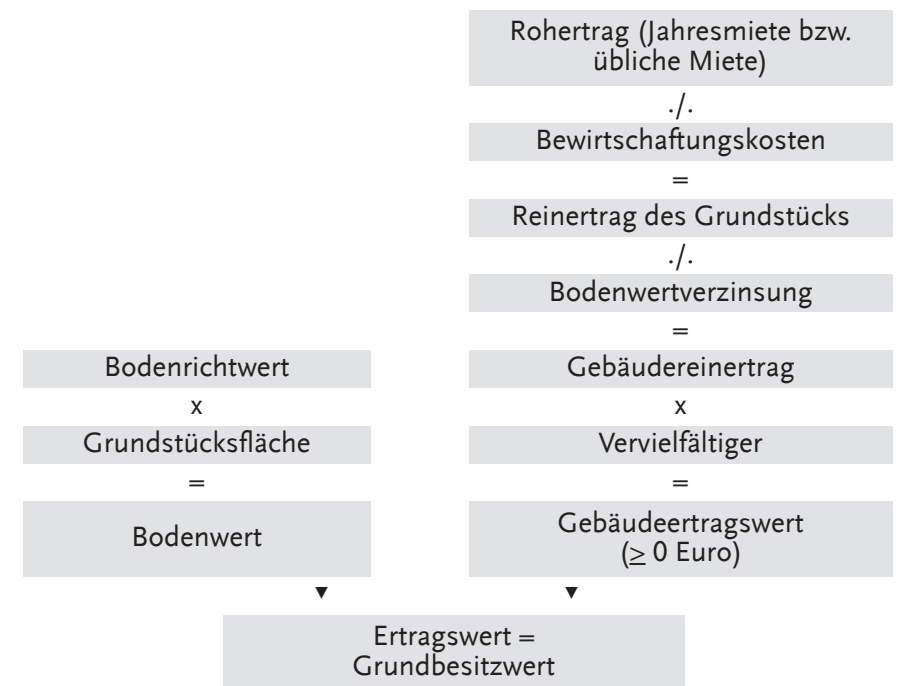 Rohertrag (Jahresmiete bzw.
übliche Miete)
./.
Bewirtschaftungskosten
=
Reinertrag des Grundstücks
./.
Bodenwertverzinsung
=
Bodenrichtwert
x
Grundstücksfläche
=
Bodenwert
Gebäudereinertrag
x
Vervielfältiger
=
Gebäudeertragswert
(≥ 0 Euro)
Ertragswert =
Grundbesitzwert